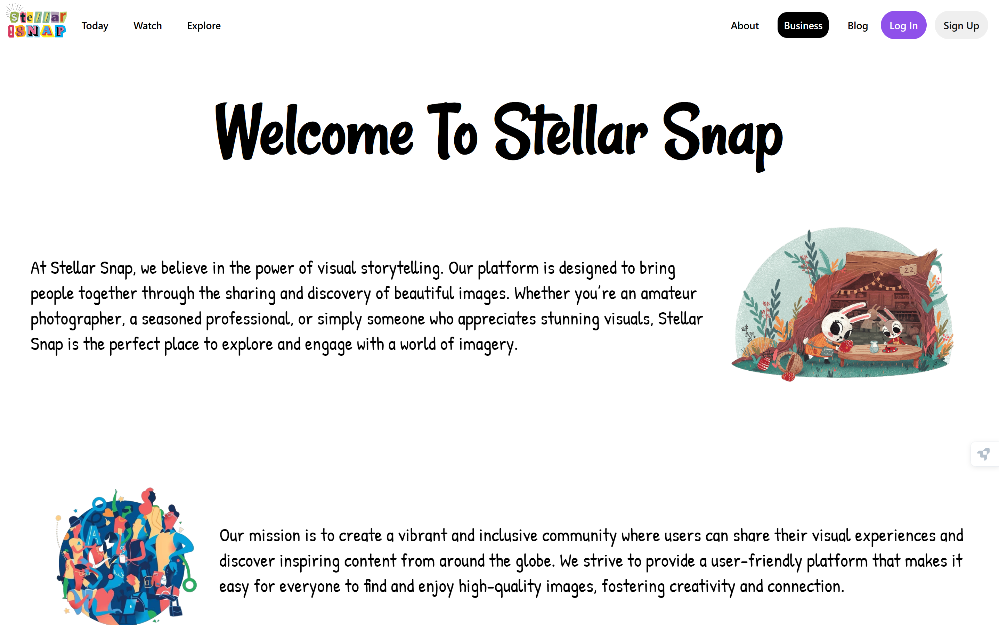 Stellar
!SNAP
Today
Watch
Explore
About
Business
Blog
Log In
Sign Up
Welcome To Stellar Snap
At Stellar Snap, we believe in the power of visual storytelling. Our platform is designed to bring
people together through the sharing and discovery of beautiful images. Whether you're an amateur
photographer, a seasoned professional, or simply someone who appreciates stunning visuals, Stellar
Snap is the perfect place to explore and engage with a world of imagery.
22
A
A
Our mission is to create a vibrant and inclusive community where users can share their visual experiences and
discover inspiring content from around the globe. We strive to provide a user-friendly platform that makes it
easy for everyone to find and enjoy high-quality images, fostering creativity and connection.